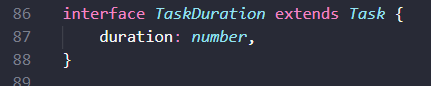 86 interface TaskDuration extends Task {
87     duration: number,
88 }
89